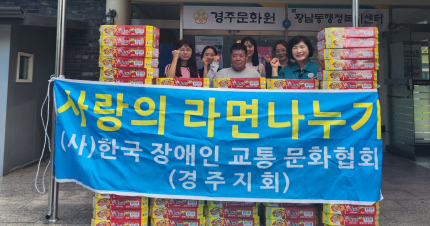 경주문화원
사랑의 라면나누기
(사)한국 장애인 교통 문화협회
(경주지회)